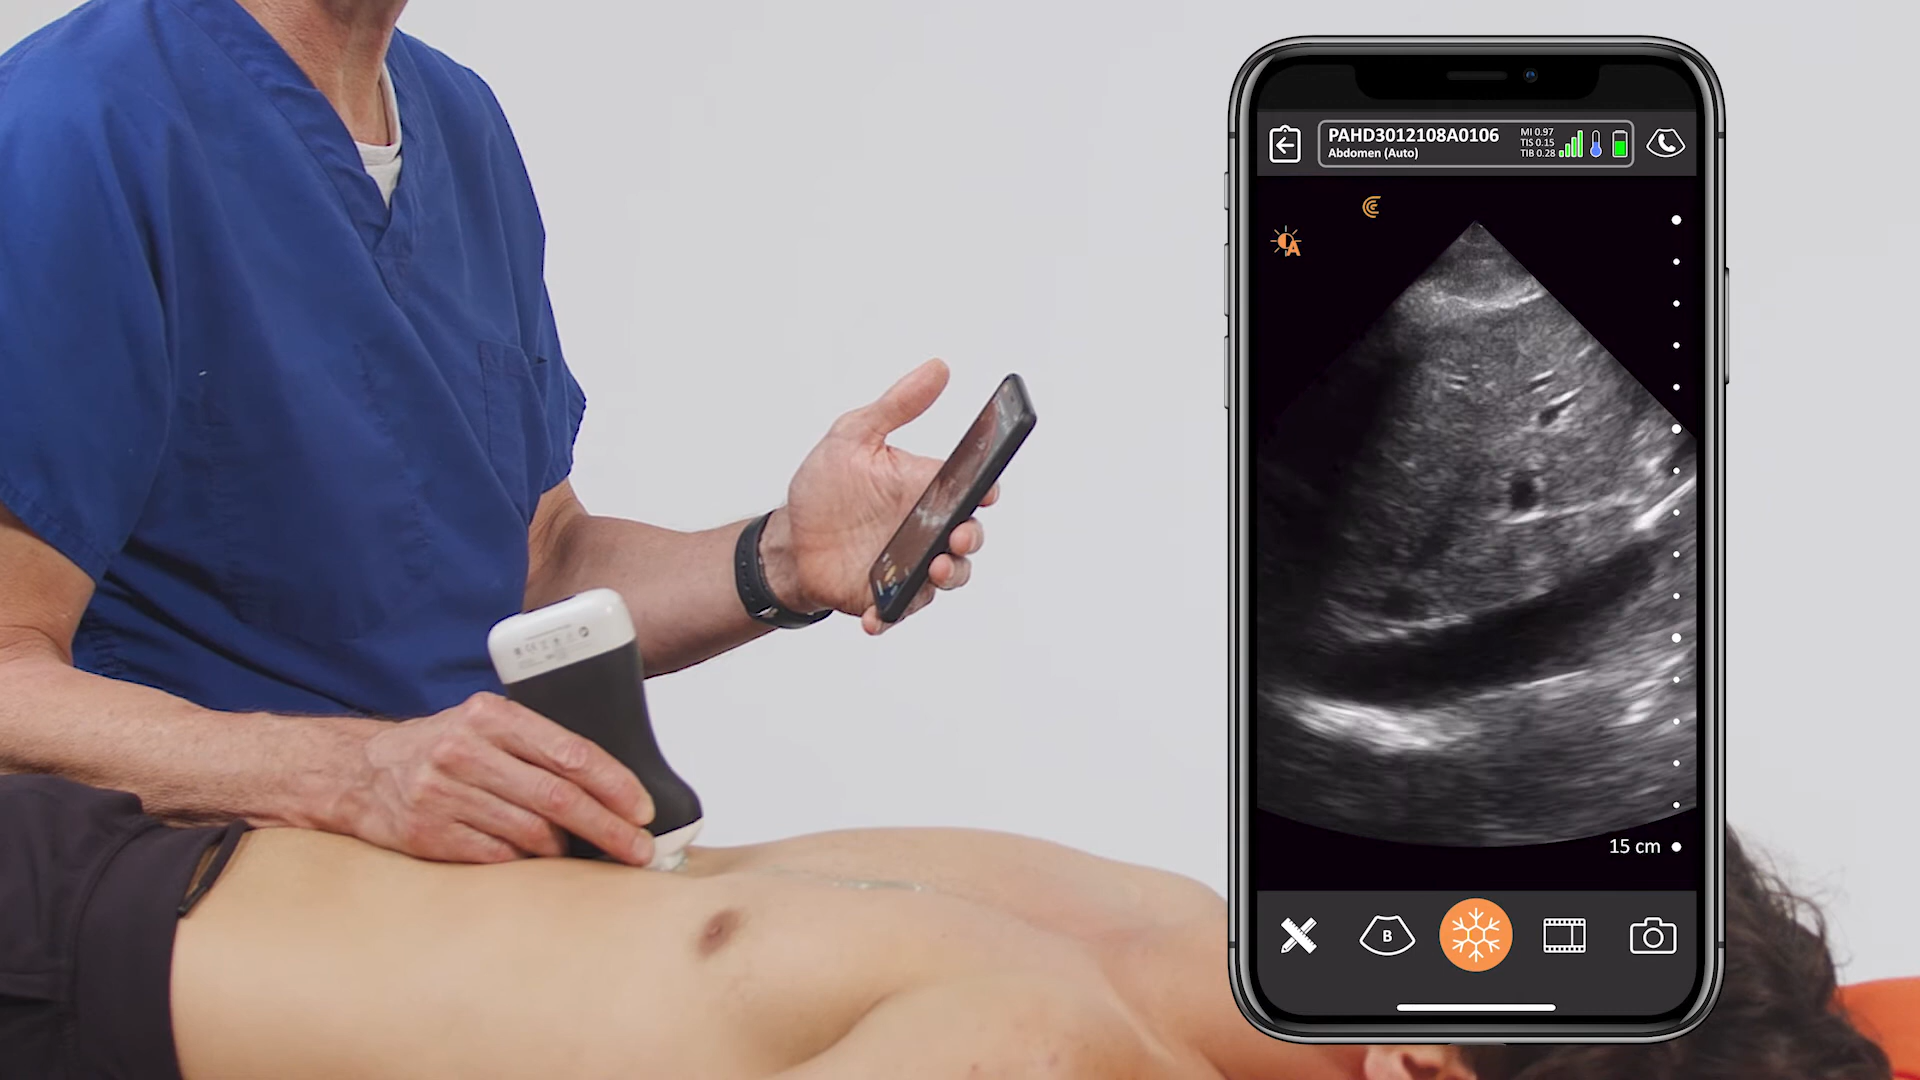 PAHD3012108A0106
Abdomen (Auto)
MI 0.97
TIS 0.15
TIB 0.28
A
15 cm
B